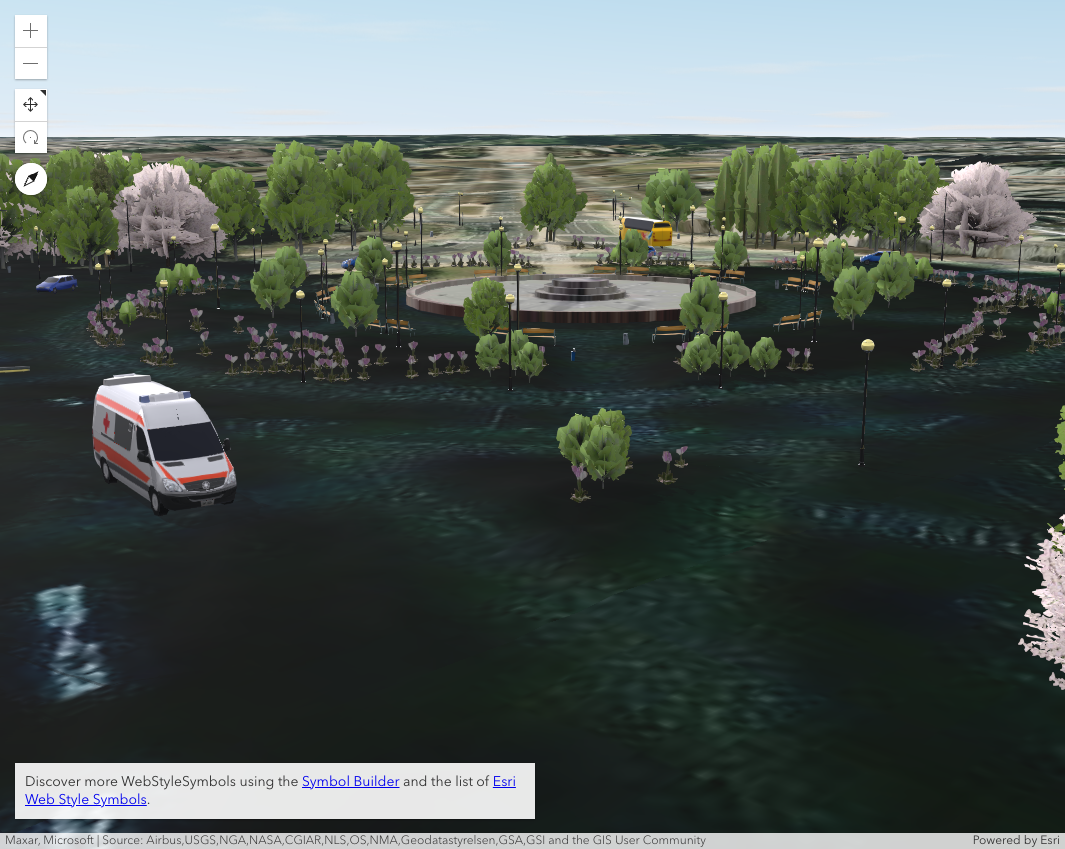 Discover more WebStyleSymbols using the Symbol Builder and the list of Esri
Web Style Symbols.
Maxar, Microsoft | Source: Airbus,USGS,NGA,NASA,CGIAR,NLS,OS,NMA,Geodatastyrelsen,GSA,GSI and the GIS User Community
Powered by Esri